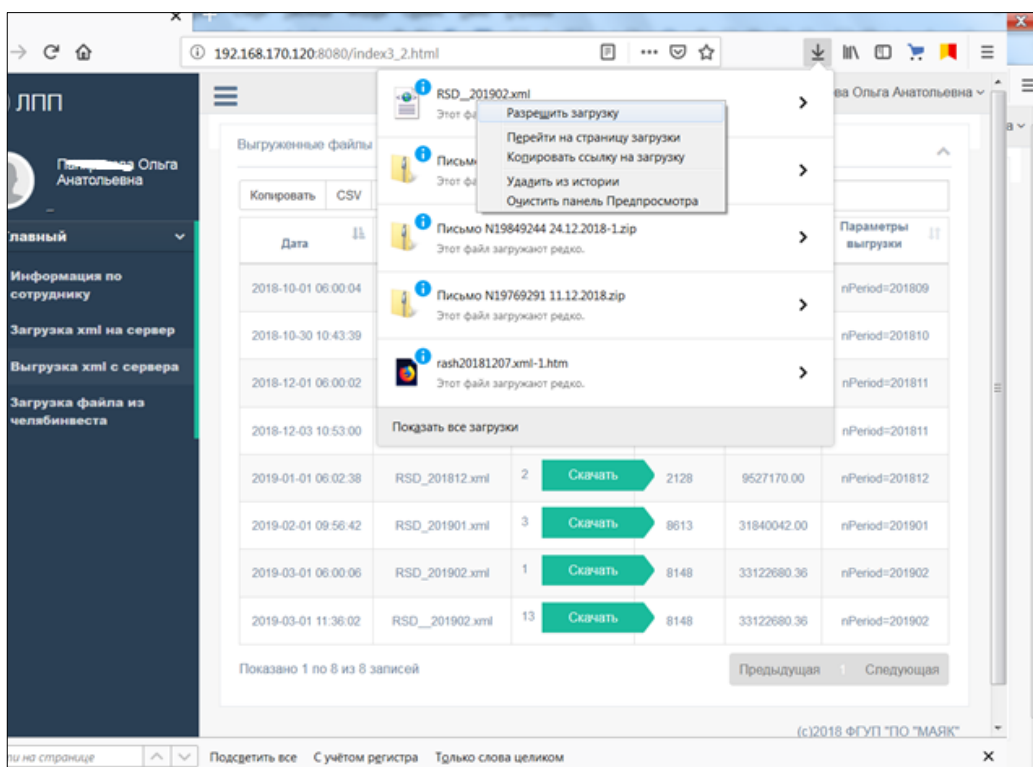 192.168.170.120:8080/index3_2.html
ЛПП
Ольга
Анатольевна
Главный
Информация по
сотруднику
Загрузка xml на сервер
Выгрузка xml с сервера
Загрузка файла из
челябинвеста
ва Ольга Анатольевна
Выгруженные файлы
Копировать CSV
RSD__201902.xml
Этот фа
Разрешить загрузку
Перейти на страницу загрузки
Копировать ссылку на загрузку
Удалить из истории
Очистить панель Предпросмотра
Письмо
Этот фа
Письмо N19849244 24.12.2018-1.zip
Этот файл загружают редко.
Письмо N19769291 11.12.2018.zip
Этот файл загружают редко.
rash20181207.xml-1.htm
Этот файл загружают редко.
Показать все загрузки
Дата Параметры выгрузки
2018-10-01 06:00:04 nPeriod=201809
2018-10-30 10:43:39 nPeriod=201810
2018-12-01 06:00:02 nPeriod=201811
2018-12-03 10:53:00 nPeriod=201811
2019-01-01 06:02:38 RSD_201812.xml 2 Скачать 2128 9527170.00 nPeriod=201812
2019-02-01 09:56:42 RSD_201901.xml 3 Скачать 8613 31840042.00 nPeriod=201901
2019-03-01 06:00:06 RSD_201902.xml 1 Скачать 8148 33122680.36 nPeriod=201902
2019-03-01 11:36:02 RSD__201902.xml 13 Скачать 8148 33122680.36 nPeriod=201902
Показано 1 по 8 из 8 записей
Предыдущая 1 Следующая
(c)2018 ФГУП "ПО "МАЯК"
ти на странице Подсветить все С учётом регистра Только слова целиком